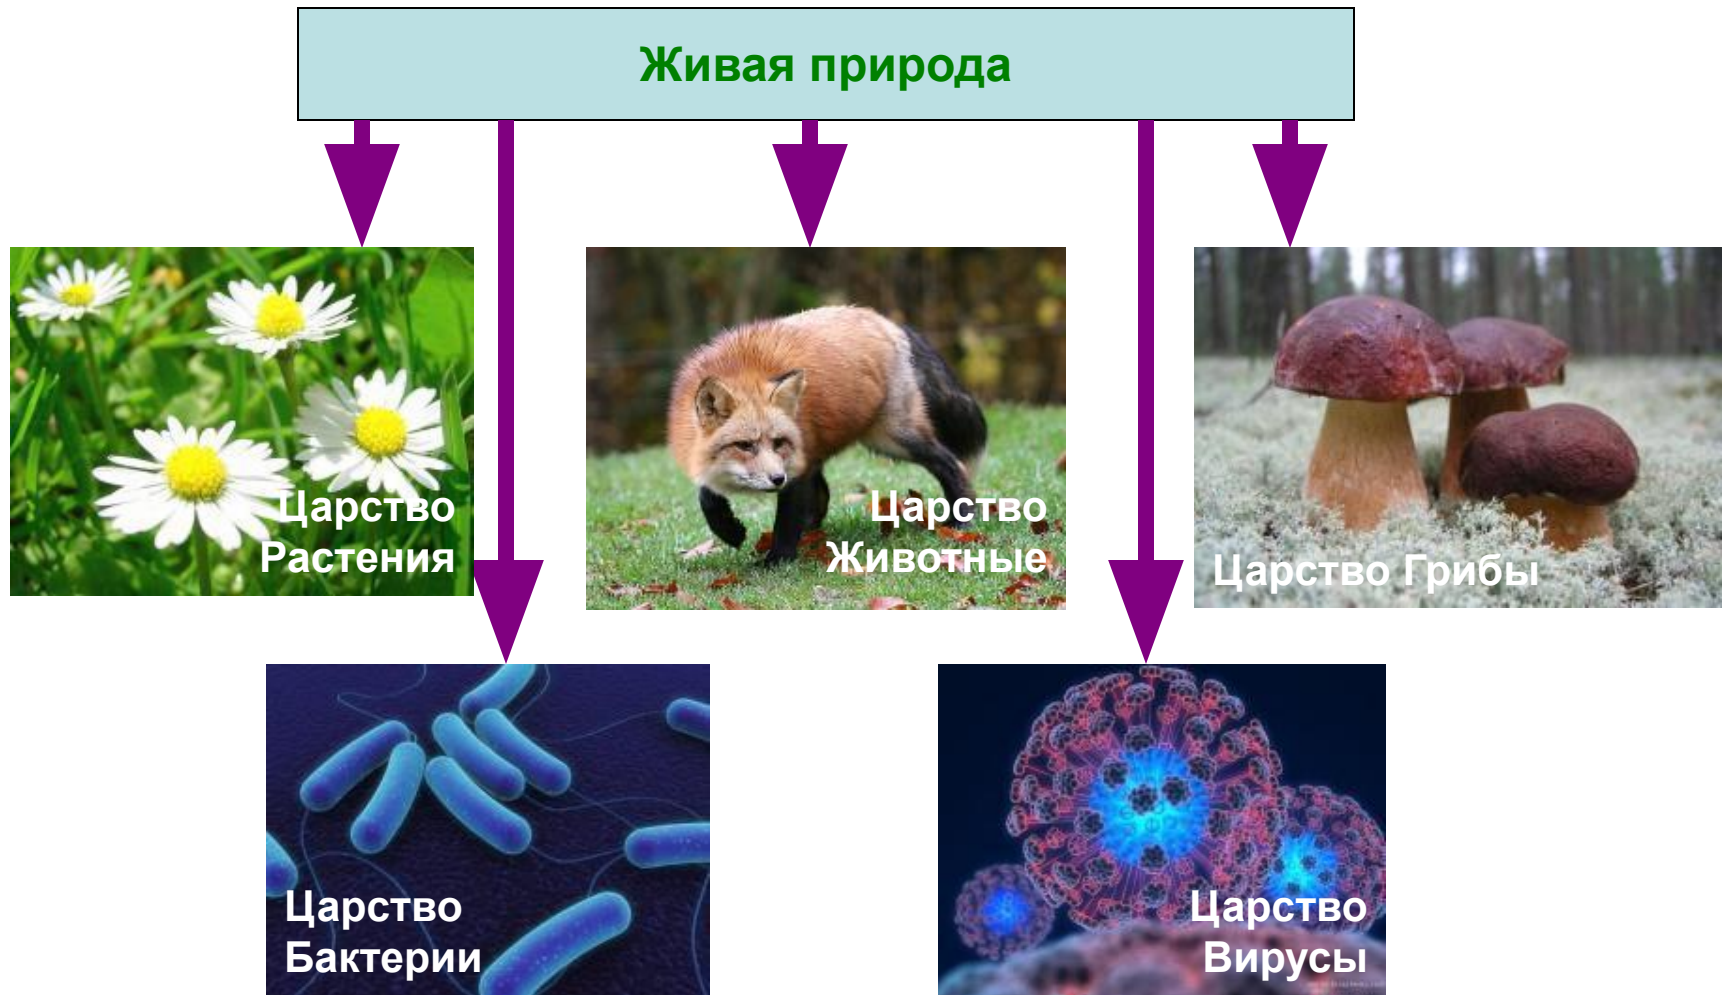 Живая природа
Царство
Растения
Царство
Животные
Царство Грибы
Царство
Бактерии
Царство
Вирусы